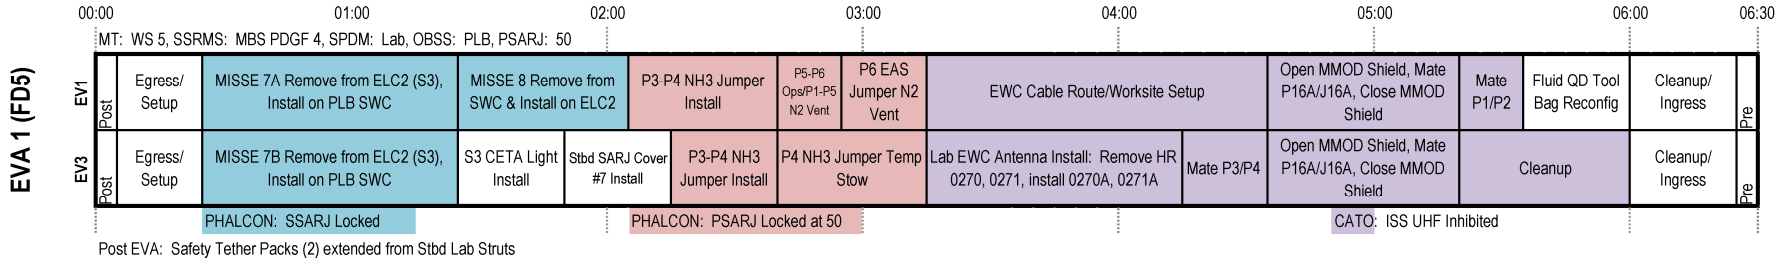 00:00 01:00 02:00 03:00 04:00 05:00 06:00 06:30
MT: WS 5, SSRMS: MBS PDGF 4, SPDM: Lab, OBSS: PLB, PSARJ: 50
EVA 1 (FD5)
EV1
Post
Egress/
Setup
MISSE 7A Remove from ELC2 (S3),
Install on PLB SWC
MISSE 8 Remove from
SWC & Install on ELC2
P3-P4 NH3 Jumper
Install
P5-P6
Ops/P1-P5
N2 Vent
P6 EAS
Jumper N2
Vent
EWC Cable Route/Worksite Setup
Open MMOD Shield, Mate
P16A/J16A, Close MMOD
Shield
Mate
P1/P2
Fluid QD Tool
Bag Reconfig
Cleanup/
Ingress
Pre
EV3
Post
Egress/
Setup
MISSE 7B Remove from ELC2 (S3),
Install on PLB SWC
S3 CETA Light
Install
Stbd SARJ Cover
#7 Install
P3-P4 NH3
Jumper Install
P4 NH3 Jumper Temp
Stow
Lab EWC Antenna Install: Remove HR
0270, 0271, install 0270A, 0271A
Mate P3/P4
Open MMOD Shield, Mate
P16A/J16A, Close MMOD
Shield
Cleanup
Cleanup/
Ingress
Pre
PHALCON: SSARJ Locked
PHALCON: PSARJ Locked at 50
CATO: ISS UHF Inhibited
Post EVA: Safety Tether Packs (2) extended from Stbd Lab Struts